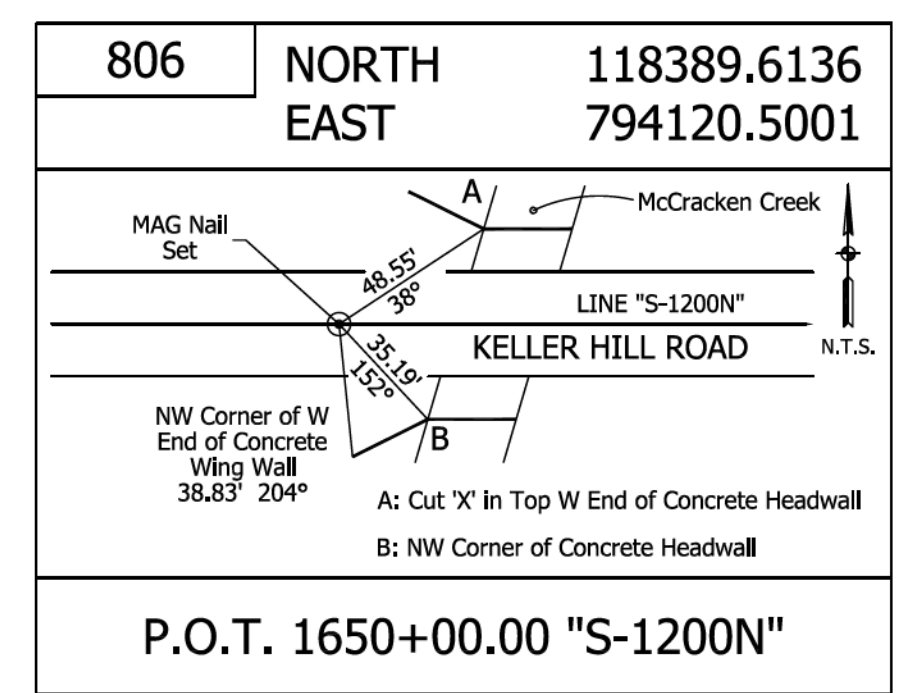 806
NORTH 118389.6136
EAST 794120.5001
A
McCracken Creek
MAG Nail
Set
48.55'
38°
LINE "S-1200N"
KELLER HILL ROAD
N.T.S.
35.19'
152°
NW Corner of W
End of Concrete
Wing Wall
38.83' 204°
B
A: Cut 'X' in Top W End of Concrete Headwall
B: NW Corner of Concrete Headwall
P.O.T. 1650+00.00 "S-1200N"